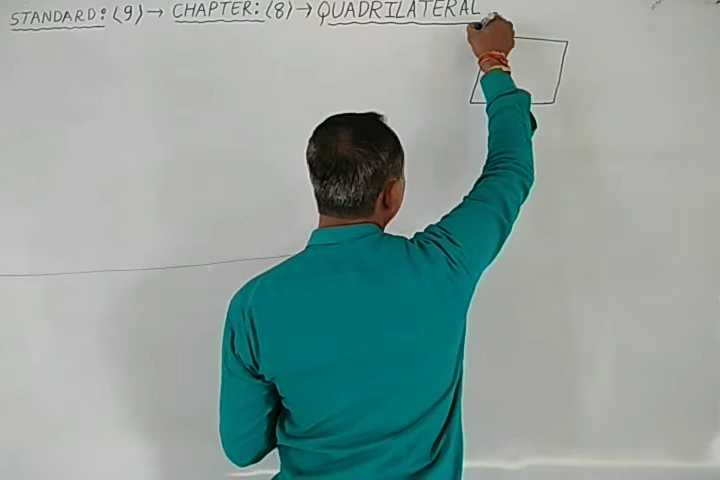 STANDARD: (9) → CHAPTER: (8) → QUADRILATERAL